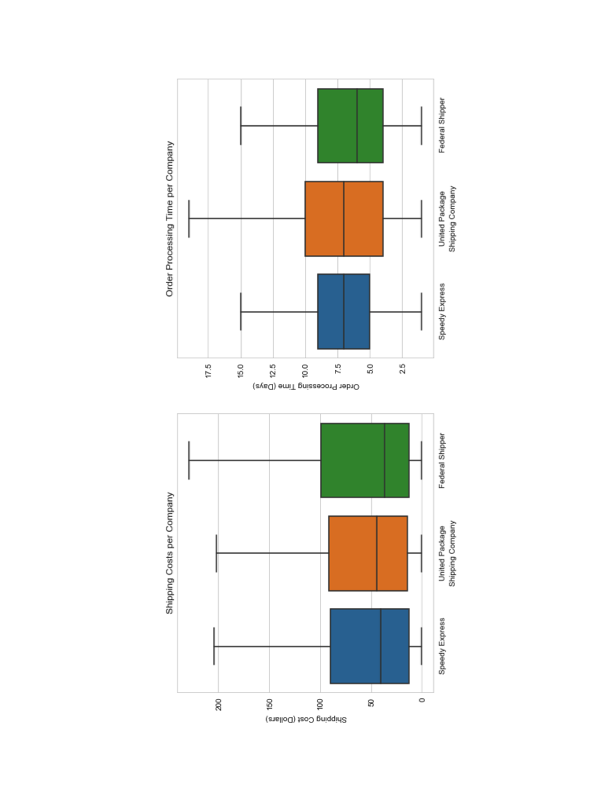 Shipping Costs per Company
Shipping Cost (Dollars)
200
150
100
50
0
Speedy Express
United Package
Shipping Company
Federal Shipper
Order Processing Time per Company
Order Processing Time (Days)
17.5
15.0
12.5
10.0
7.5
5.0
2.5
Speedy Express
United Package
Shipping Company
Federal Shipper